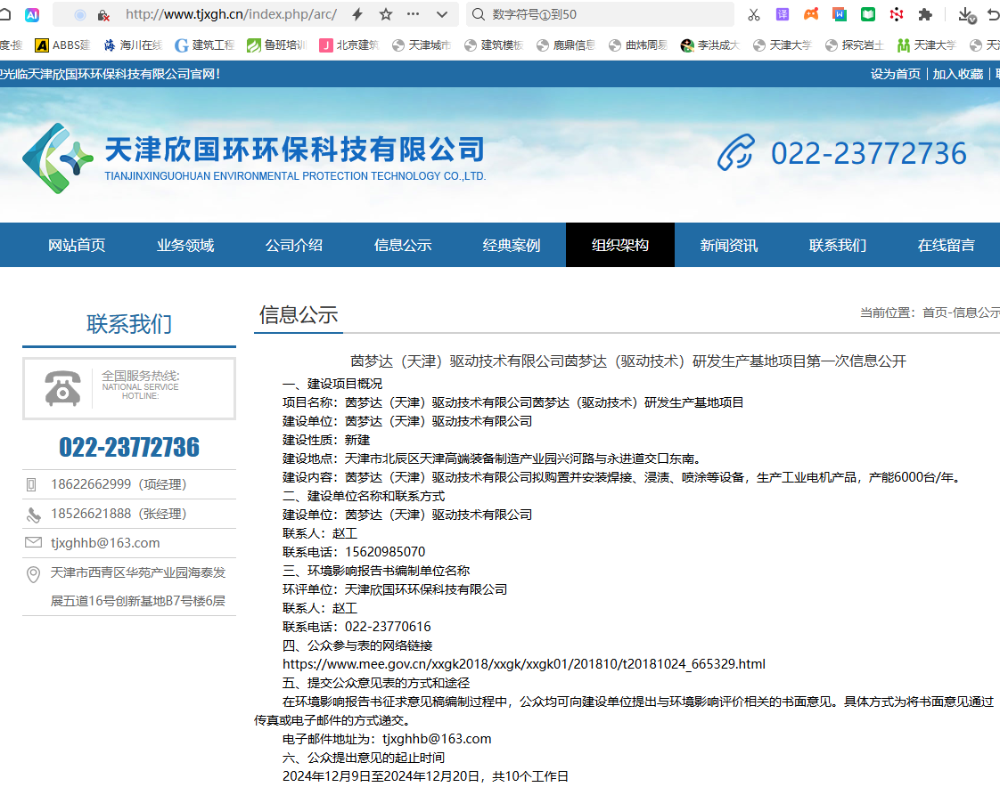 http://www.tjxgh.cn/index.php/arc/
数字符号①到50
度·搜
ABBS建
海川在线
建筑工程
鲁班培训
北京建筑
天津城市
建筑模板
鹿鼎信息
曲炜周易
李洪成大
天津大学
探究岩土
天津大学
迎光临天津欣国环环保科技有限公司官网！
设为首页 | 加入收藏 |
天津欣国环环保科技有限公司
TIANJINXINGUOHUAN ENVIRONMENTAL PROTECTION TECHNOLOGY CO.,LTD.
022-23772736
网站首页
业务领域
公司介绍
信息公示
经典案例
组织架构
新闻资讯
联系我们
在线留言
联系我们
全国服务热线:
NATIONAL SERVICE
HOTLINE:
022-23772736
18622662999（项经理）
18526621888（张经理）
tjxghhb@163.com
天津市西青区华苑产业园海泰发
展五道16号创新基地B7号楼6层
信息公示
当前位置：首页-信息公示
茵梦达（天津）驱动技术有限公司茵梦达（驱动技术）研发生产基地项目第一次信息公开
一、建设项目概况
项目名称：茵梦达（天津）驱动技术有限公司茵梦达（驱动技术）研发生产基地项目
建设单位：茵梦达（天津）驱动技术有限公司
建设性质：新建
建设地点：天津市北辰区天津高端装备制造产业园兴河路与永进道交口东南。
建设内容：茵梦达（天津）驱动技术有限公司拟购置并安装焊接、浸渍、喷涂等设备，生产工业电机产品，产能6000台/年。
二、建设单位名称和联系方式
建设单位：茵梦达（天津）驱动技术有限公司
联系人：赵工
联系电话：15620985070
三、环境影响报告书编制单位名称
环评单位：天津欣国环环保科技有限公司
联系人：赵工
联系电话：022-23770616
四、公众参与表的网络链接
https://www.mee.gov.cn/xxgk2018/xxgk/xxgk01/201810/t20181024_665329.html
五、提交公众意见表的方式和途径
在环境影响报告书征求意见稿编制过程中，公众均可向建设单位提出与环境影响评价相关的书面意见。具体方式为将书面意见通过
传真或电子邮件的方式递交。
电子邮件地址为：tjxghhb@163.com
六、公众提出意见的起止时间
2024年12月9日至2024年12月20日，共10个工作日